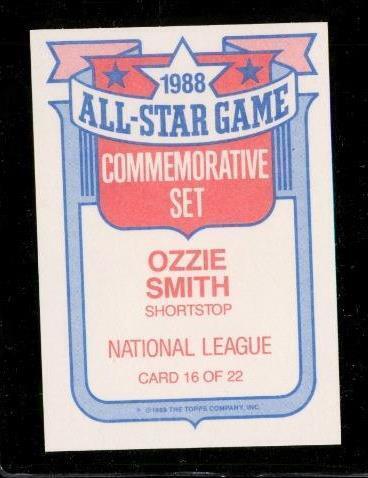 1988
ALL-STAR GAME
COMMEMORATIVE
SET
OZZIE
SMITH
SHORTSTOP
NATIONAL LEAGUE
CARD 16 OF 22
* ©1989 THE TOPPS COMPANY, INC.